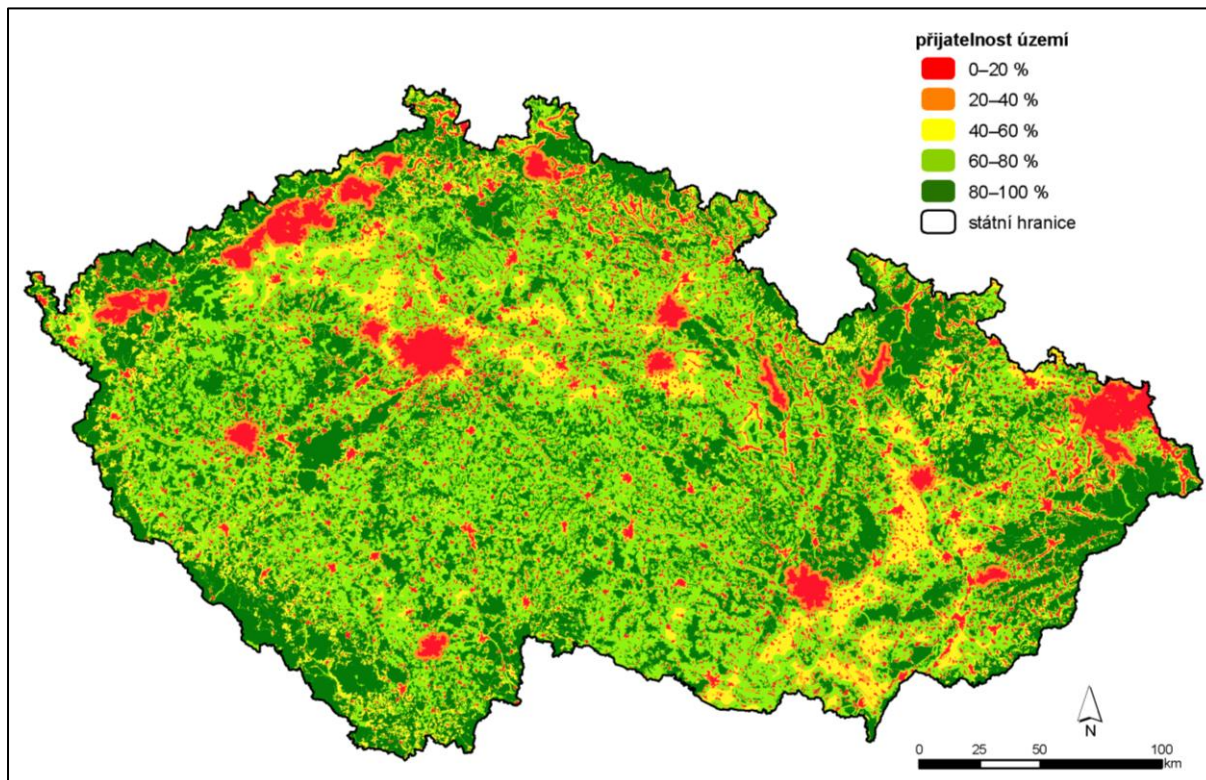 přijatelnost území
0–20 %
20–40 %
40–60 %
60–80 %
80–100 %
státní hranice
N
0 25 50 100
km